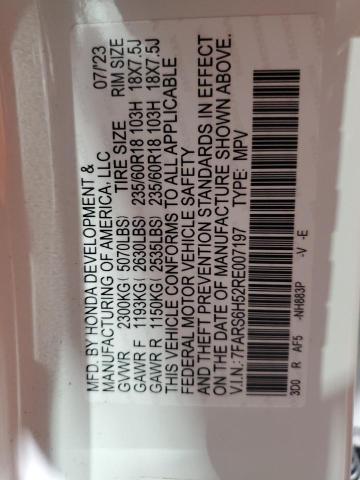 MFD. BY HONDA DEVELOPMENT & 07/23
MANUFACTURING OF AMERICA, LLC
TIRE SIZE RIM SIZE
GVWR 2300KG ( 5070LBS)
GAWR F 1193KG ( 2630LBS) 235/60R18 103H 18X7.5J
GAWR R 1150KG ( 2535LBS) 235/60R18 103H 18X7.5J
THIS VEHICLE CONFORMS TO ALL APPLICABLE
FEDERAL MOTOR VEHICLE SAFETY
AND THEFT PREVENTION STANDARDS IN EFFECT
ON THE DATE OF MANUFACTURE SHOWN ABOVE.
V.I.N.:7FARS6H52RE007197 TYPE: MPV
3D0 R AF5 -NH883P -V -E